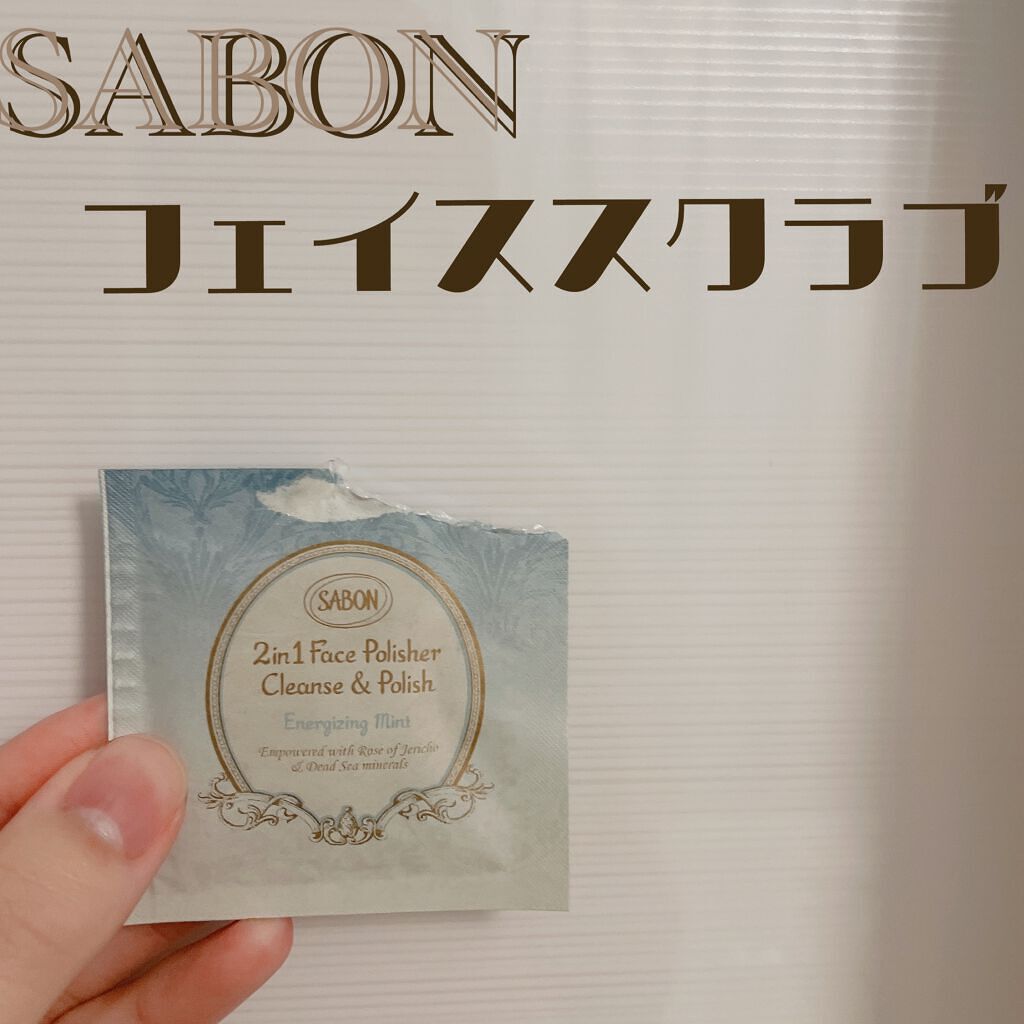 SABON
フェイススクラブ
SABON
2in1 Face Polisher
Cleanse & Polish
Energizing Mint
Empowered with Rose of Jericho
& Dead Sea minerals